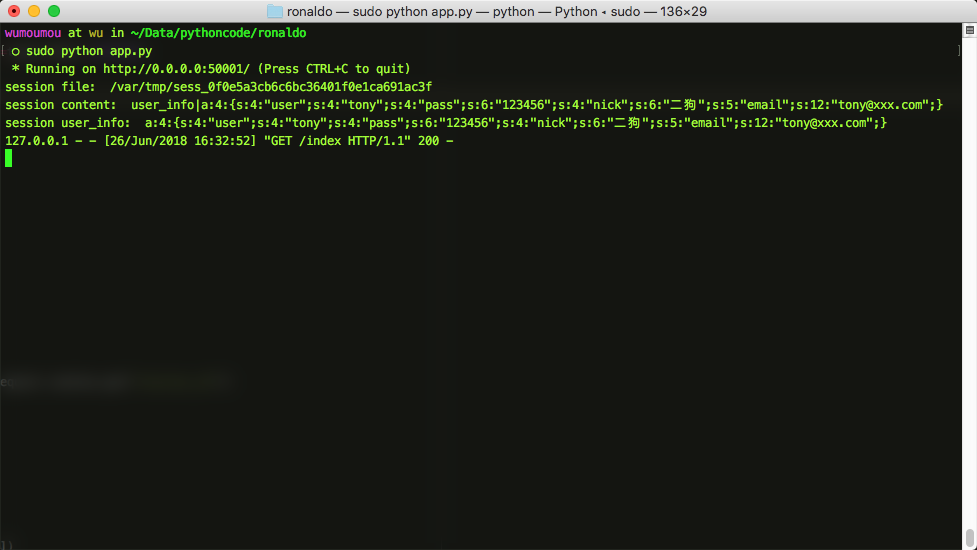 ronaldo — sudo python app.py — python — Python ◂ sudo — 136×29
wumoumou at wu in ~/Data/pythoncode/ronaldo
○ sudo python app.py
* Running on http://0.0.0.0:50001/ (Press CTRL+C to quit)
session file:  /var/tmp/sess_0f0e5a3cb6c6bc36401f0e1ca691ac3f
session content:  user_info|a:4:{s:4:"user";s:4:"tony";s:4:"pass";s:6:"123456";s:4:"nick";s:6:"二狗";s:5:"email";s:12:"tony@xxx.com";}
session user_info:  a:4:{s:4:"user";s:4:"tony";s:4:"pass";s:6:"123456";s:4:"nick";s:6:"二狗";s:5:"email";s:12:"tony@xxx.com";}
127.0.0.1 - - [26/Jun/2018 16:32:52] "GET /index HTTP/1.1" 200 -